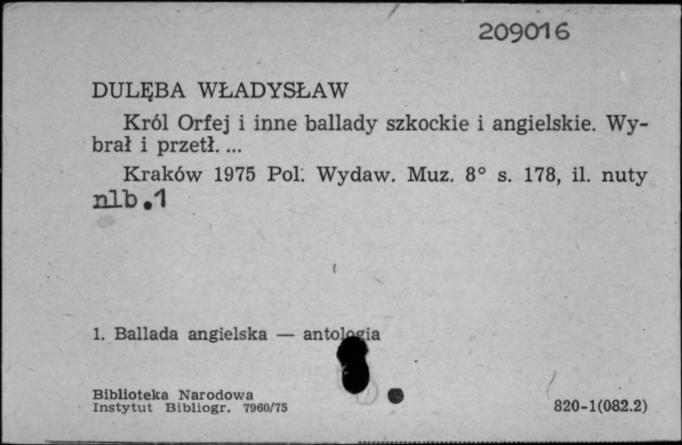 209016
DULĘBA WŁADYSŁAW
Król Orfej i inne ballady szkockie i angielskie. Wy-
brał i przetł. ...
Kraków 1975 Pol. Wydaw. Muz. 8° s. 178, il. nuty
nlb.1
1. Ballada angielska — antologia
Biblioteka Narodowa
Instytut Bibliogr. 7960/75
820-1(082.2)